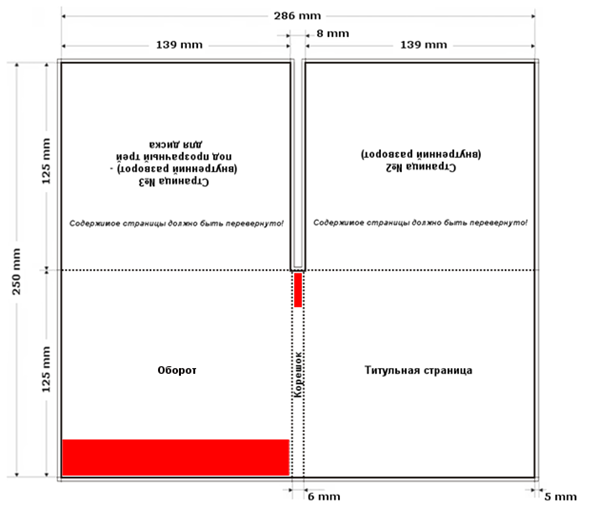 286 mm
8 mm
139 mm
139 mm
125 mm
250 mm
125 mm
Страница №3
(внутренний разворот) -
под прозрачный трей
для диска
Страница №2
(внутренний разворот)
Содержимое страницы должно быть перевернуто!
Содержимое страницы должно быть перевернуто!
Оборот
Корешок
Титульная страница
6 mm
5 mm